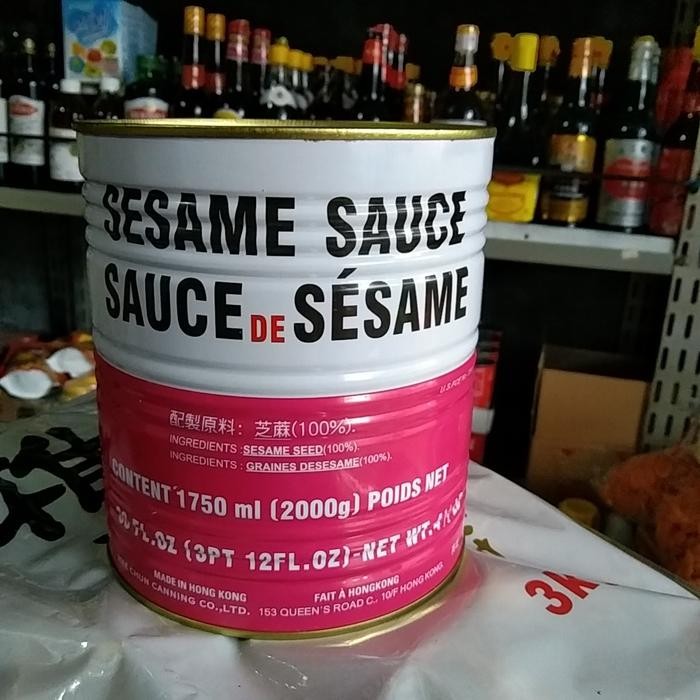 SESAME SAUCE
SAUCE DE SÉSAME
配製原料：芝麻(100%).
INGREDIENTS :SESAME SEED(100%).
INGREDIENTS : GRAINES DESESAME(100%).
CONTENT 1750 ml (2000g) POIDS NET
FL.OZ (3PT 12FL.OZ)-NET WT.
MADE IN HONG KONG
FAIT À HONGKONG
CHUN CANNING CO.,LTD. 153 QUEEN'S ROAD C., 10/F HONG KONG.